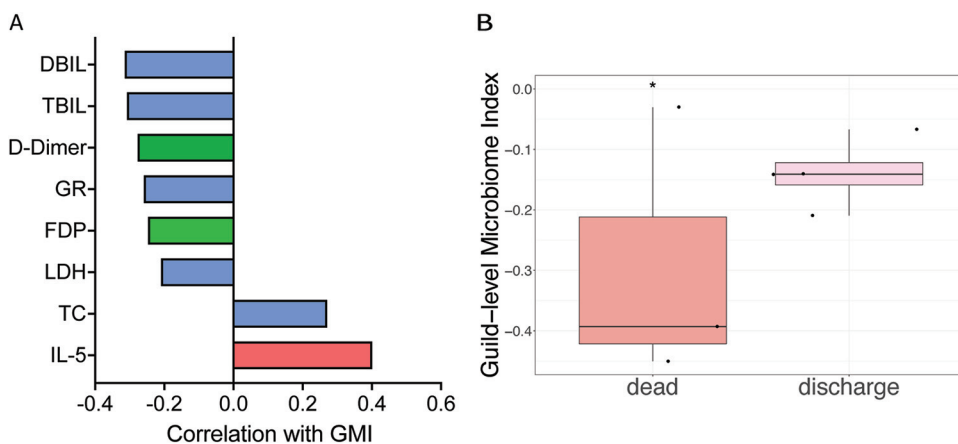 A
DBIL
TBIL
D-Dimer
GR
FDP
LDH
TC
IL-5
-0.4 -0.2 0.0 0.2 0.4 0.6
Correlation with GMI
B
Guild-level Microbiome Index
0.0
−0.1
−0.2
−0.3
−0.4
*
dead discharge